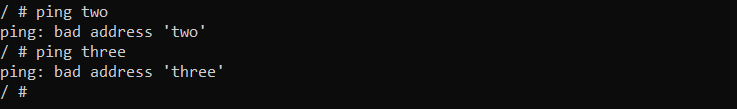 / # ping two
ping: bad address 'two'
/ # ping three
ping: bad address 'three'
/ #